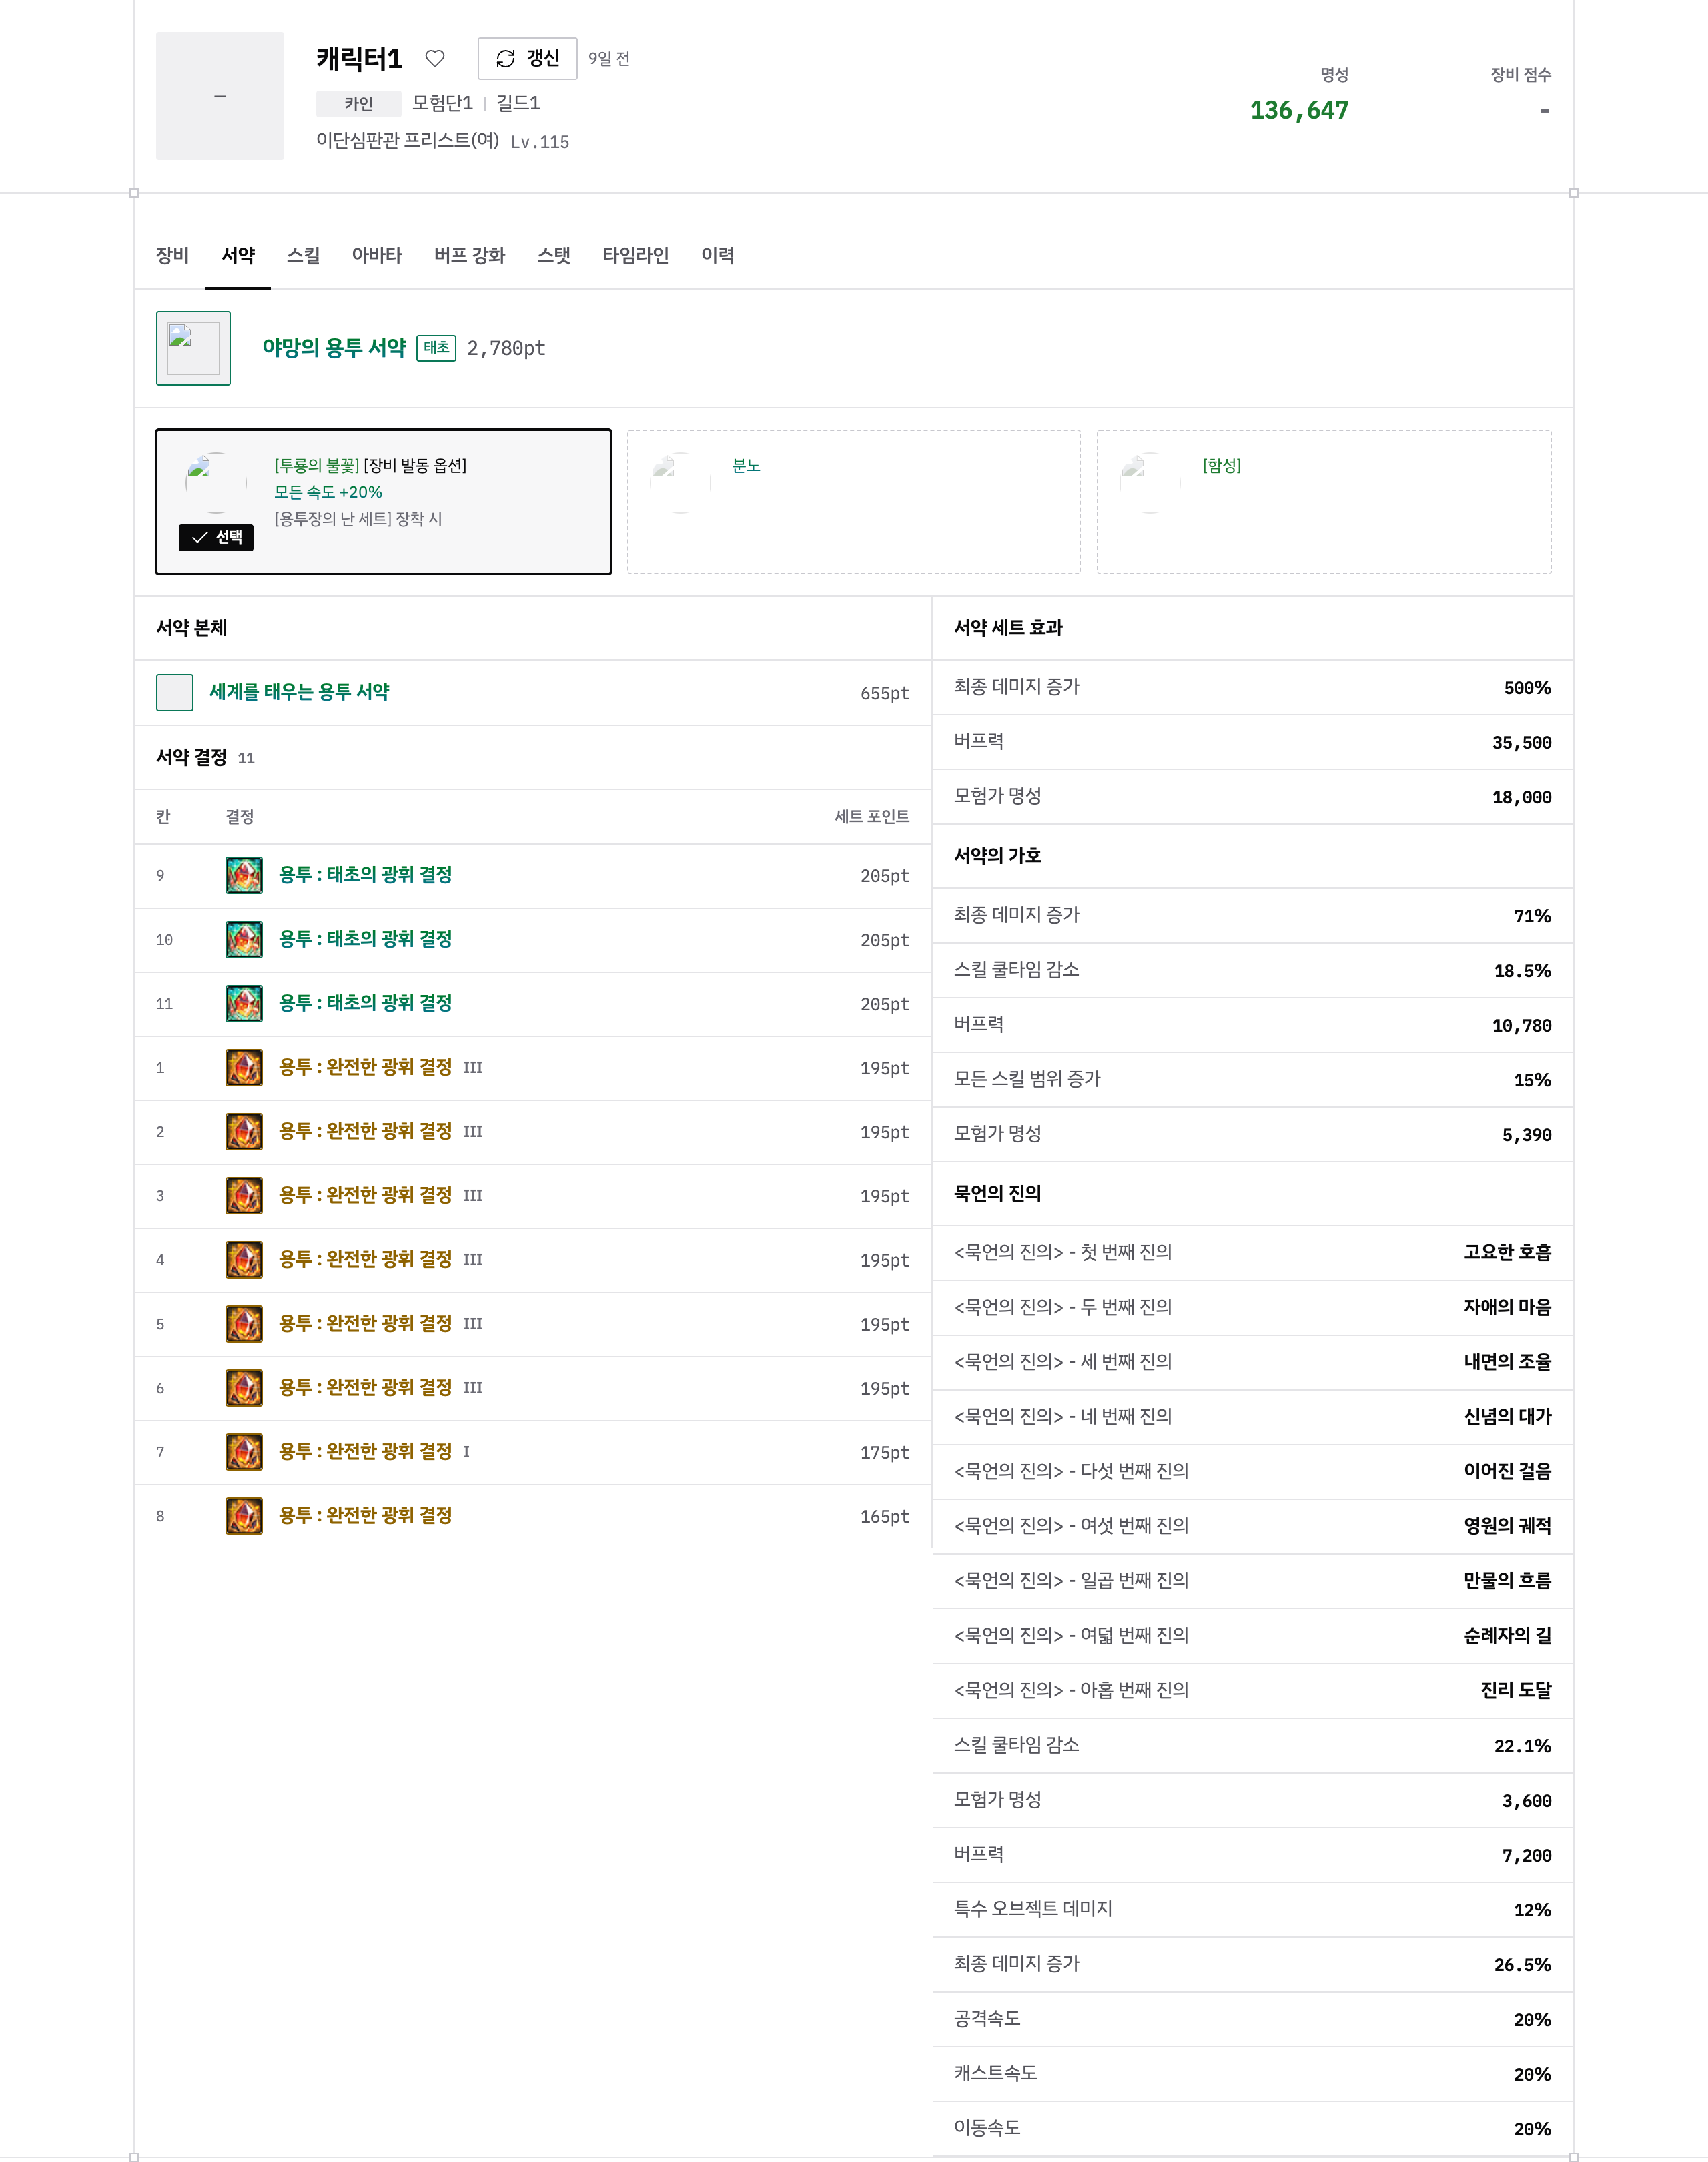 캐릭터1
갱신
9일 전
카인
모험단1
길드1
이단심판관 프리스트(여) Lv.115
명성
136,647
장비 점수
-
장비
서약
스킬
아바타
버프 강화
스탯
타임라인
이력
야망의 용투 서약 태초 2,780pt
[투룡의 불꽃] [장비 발동 옵션]
모든 속도 +20%
[용투장의 난 세트] 장착 시
선택
분노
[함성]
서약 본체
세계를 태우는 용투 서약 655pt
서약 결정 11
칸 결정 세트 포인트
9 용투 : 태초의 광휘 결정 205pt
10 용투 : 태초의 광휘 결정 205pt
11 용투 : 태초의 광휘 결정 205pt
1 용투 : 완전한 광휘 결정 III 195pt
2 용투 : 완전한 광휘 결정 III 195pt
3 용투 : 완전한 광휘 결정 III 195pt
4 용투 : 완전한 광휘 결정 III 195pt
5 용투 : 완전한 광휘 결정 III 195pt
6 용투 : 완전한 광휘 결정 III 195pt
7 용투 : 완전한 광휘 결정 I 175pt
8 용투 : 완전한 광휘 결정 165pt
서약 세트 효과
최종 데미지 증가 500%
버프력 35,500
모험가 명성 18,000
서약의 가호
최종 데미지 증가 71%
스킬 쿨타임 감소 18.5%
버프력 10,780
모든 스킬 범위 증가 15%
모험가 명성 5,390
묵언의 진의
<묵언의 진의> - 첫 번째 진의 고요한 호흡
<묵언의 진의> - 두 번째 진의 자애의 마음
<묵언의 진의> - 세 번째 진의 내면의 조율
<묵언의 진의> - 네 번째 진의 신념의 대가
<묵언의 진의> - 다섯 번째 진의 이어진 걸음
<묵언의 진의> - 여섯 번째 진의 영원의 궤적
<묵언의 진의> - 일곱 번째 진의 만물의 흐름
<묵언의 진의> - 여덟 번째 진의 순례자의 길
<묵언의 진의> - 아홉 번째 진의 진리 도달
스킬 쿨타임 감소 22.1%
모험가 명성 3,600
버프력 7,200
특수 오브젝트 데미지 12%
최종 데미지 증가 26.5%
공격속도 20%
캐스트속도 20%
이동속도 20%